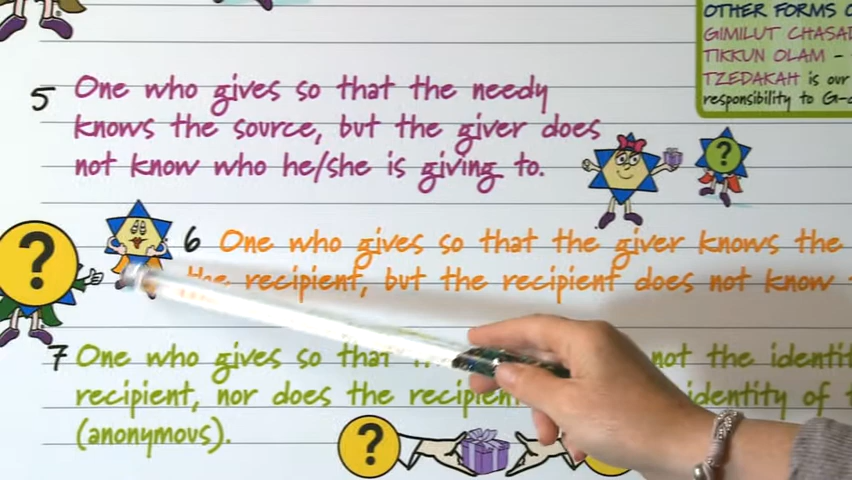 OTHER FORMS
GIMILUT
TIKKUN OLAM –
TZEDAKAH is our
responsibility to G-
5 One who gives so that the needy
knows the source, but the giver does
not know who he/she is giving to.
?
6 One who gives so that the giver knows the
the recipient, but the recipient does not know
?
7 One who gives so that not the
recipient, nor does the recipient identity of
(anonymous).
?